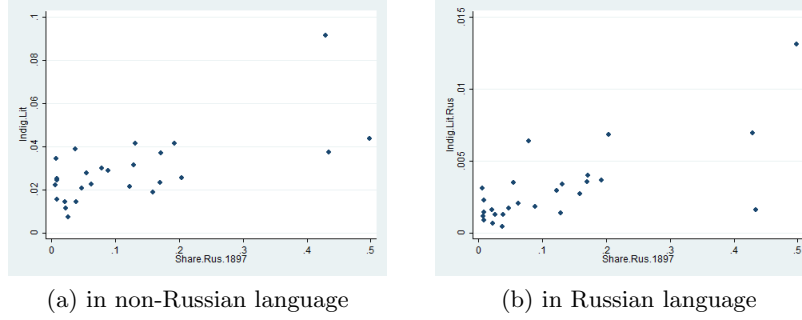 .1
.08
.06
.04
.02
0
Indig.Lit
0 .1 .2 .3 .4 .5
Share.Rus.1897
(a) in non-Russian language
.015
.01
.005
0
Indig.Lit.Rus
0 .1 .2 .3 .4 .5
Share.Rus.1897
(b) in Russian language